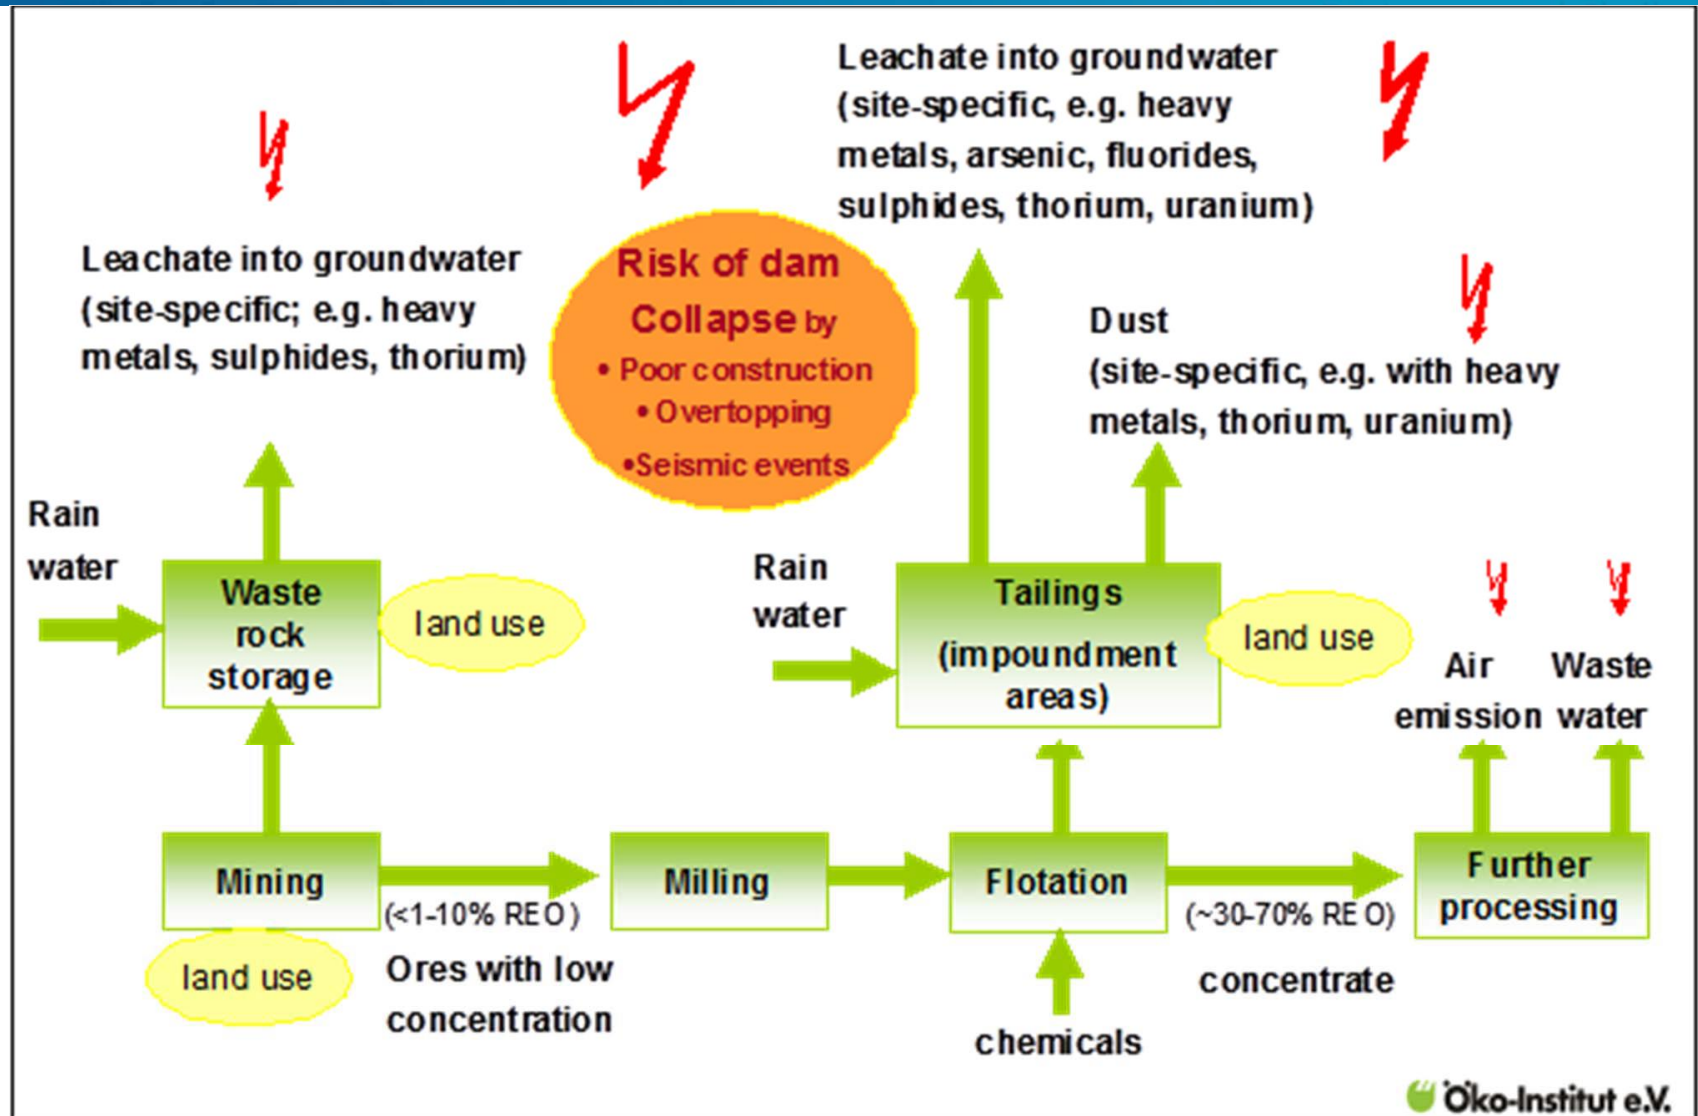 Leachate into groundwater
(site-specific, e.g. heavy
metals, arsenic, fluorides,
sulphides, thorium, uranium)
Leachate into groundwater
(site-specific; e.g. heavy
metals, sulphides, thorium)
Risk of dam
Collapse by
• Poor construction
• Overtopping
•Seismic events
Dust
(site-specific, e.g. with heavy
metals, thorium, uranium)
Rain
water
Waste
rock
storage
land use
Rain
water
Tailings
(impoundment
areas)
land use
Air
emission
Waste
water
Mining
(<1-10% REO)
Ores with low
concentration
land use
Milling
Flotation
(~30-70% REO)
concentrate
chemicals
Further
processing
Öko-Institut e.V.